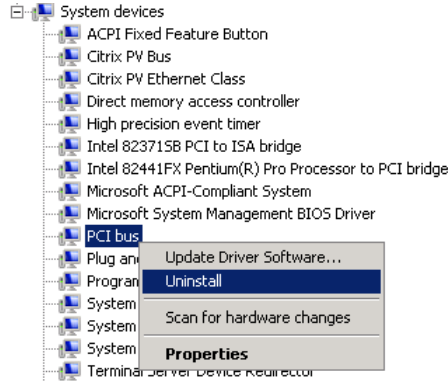 System devices
ACPI Fixed Feature Button
Citrix PV Bus
Citrix PV Ethernet Class
Direct memory access controller
High precision event timer
Intel 82371SB PCI to ISA bridge
Intel 82441FX Pentium(R) Pro Processor to PCI bridge
Microsoft ACPI-Compliant System
Microsoft System Management BIOS Driver
PCI bus
Plug an
Update Driver Software...
Program
Uninstall
System
Scan for hardware changes
System
System
Properties
Terminal Server Device Redirector